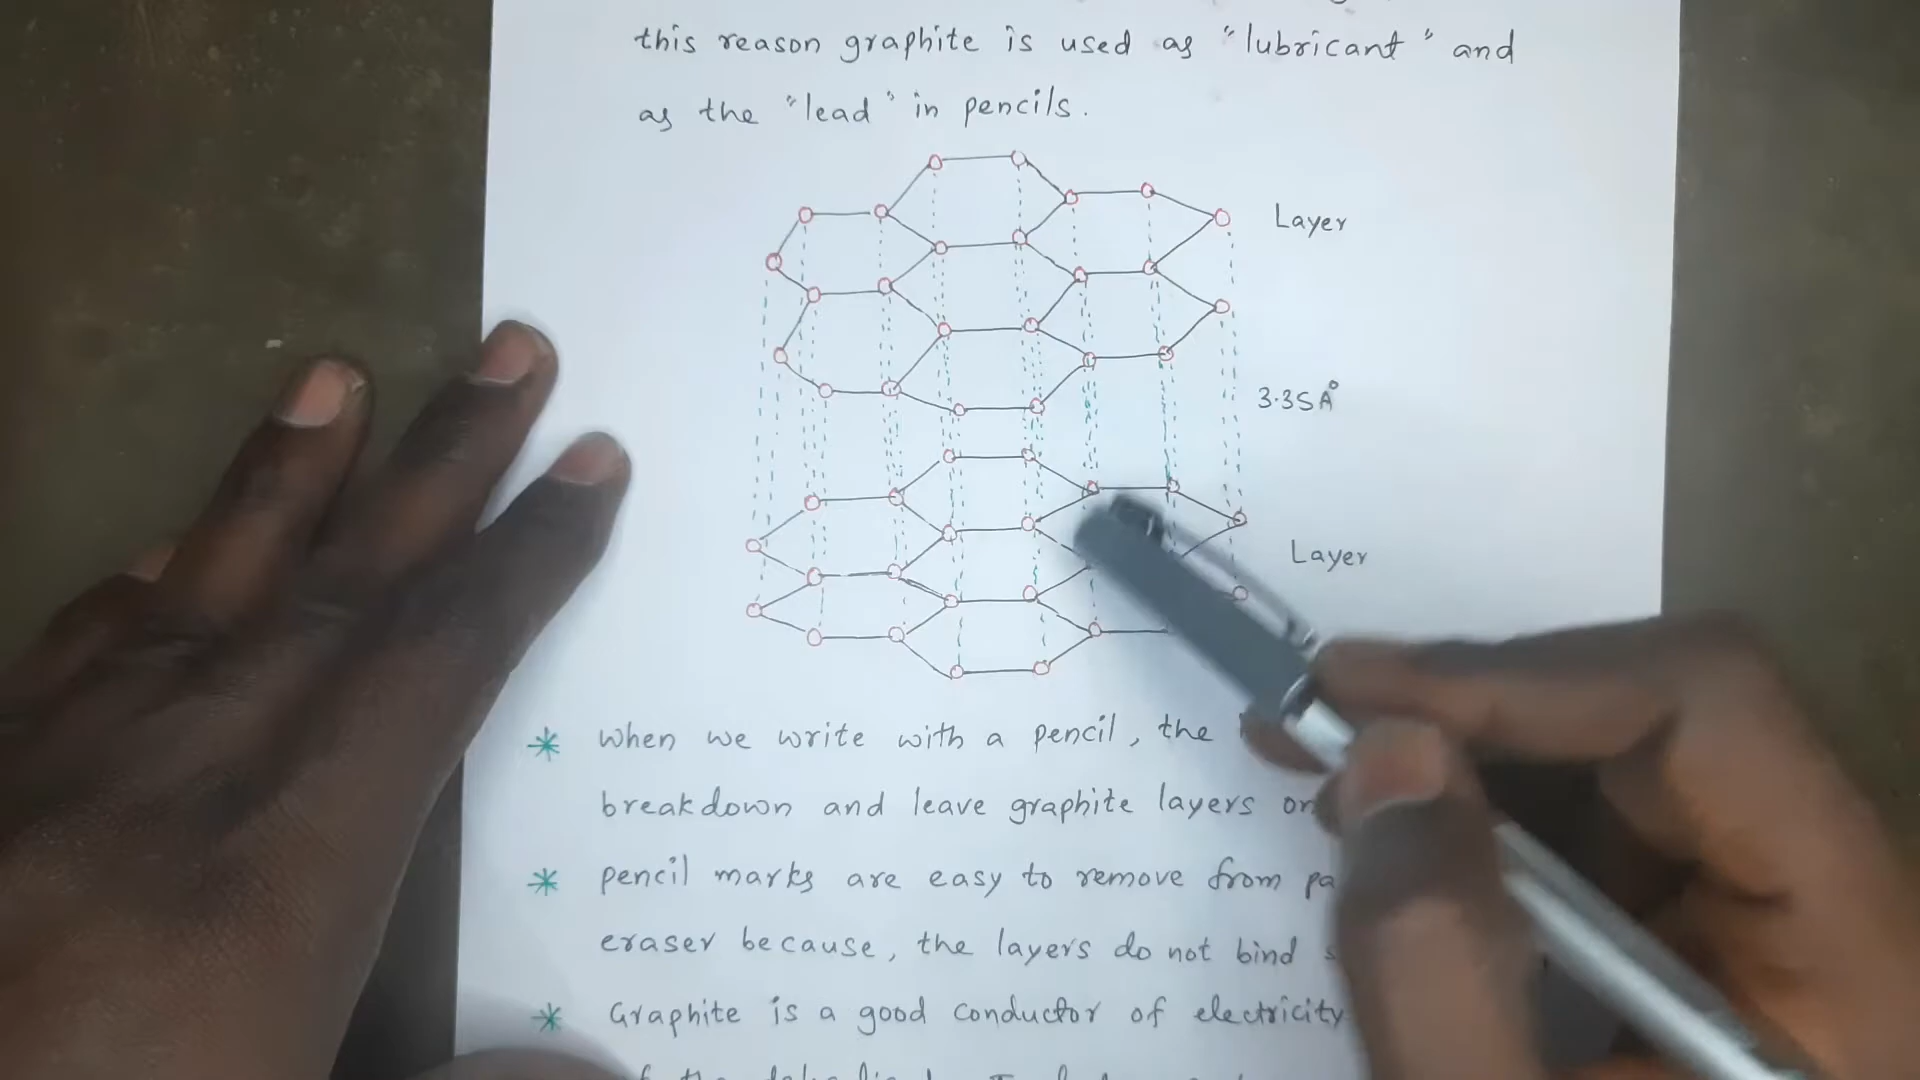 this reason graphite is used as "lubricant" and
as the "lead" in pencils.
Layer
3.35A°
Layer
* when we write with a pencil, the
breakdown and leave graphite layers on
* pencil marks are easy to remove from pa
eraser because, the layers do not bind s
* Graphite is a good conductor of electricity